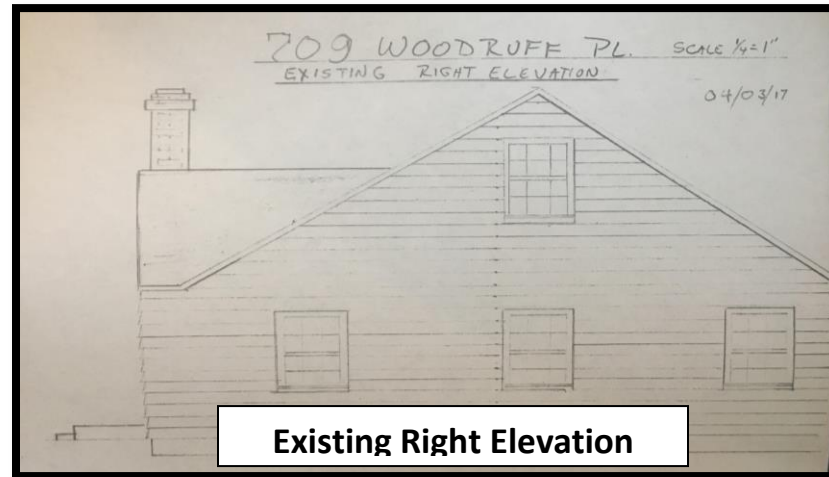 709 WOODRUFF PL. SCALE 1/4=1"
EXISTING RIGHT ELEVATION
04/03/17
Existing Right Elevation